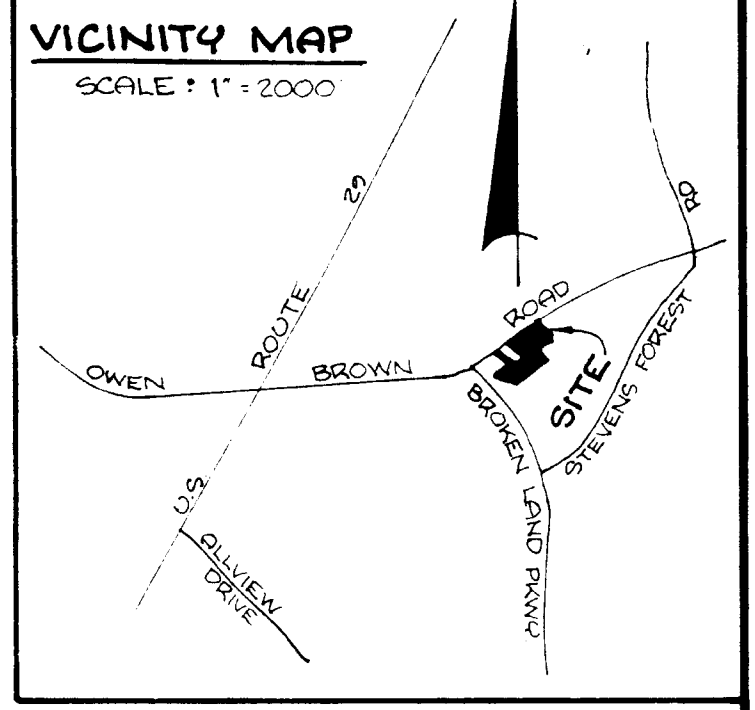 VICINITY MAP
SCALE : 1" = 2000'
U.S. ROUTE 29
OWEN BROWN ROAD
SITE
STEVENS FOREST RD
BROKEN LAND PKWY
ALLVIEW
DRIVE